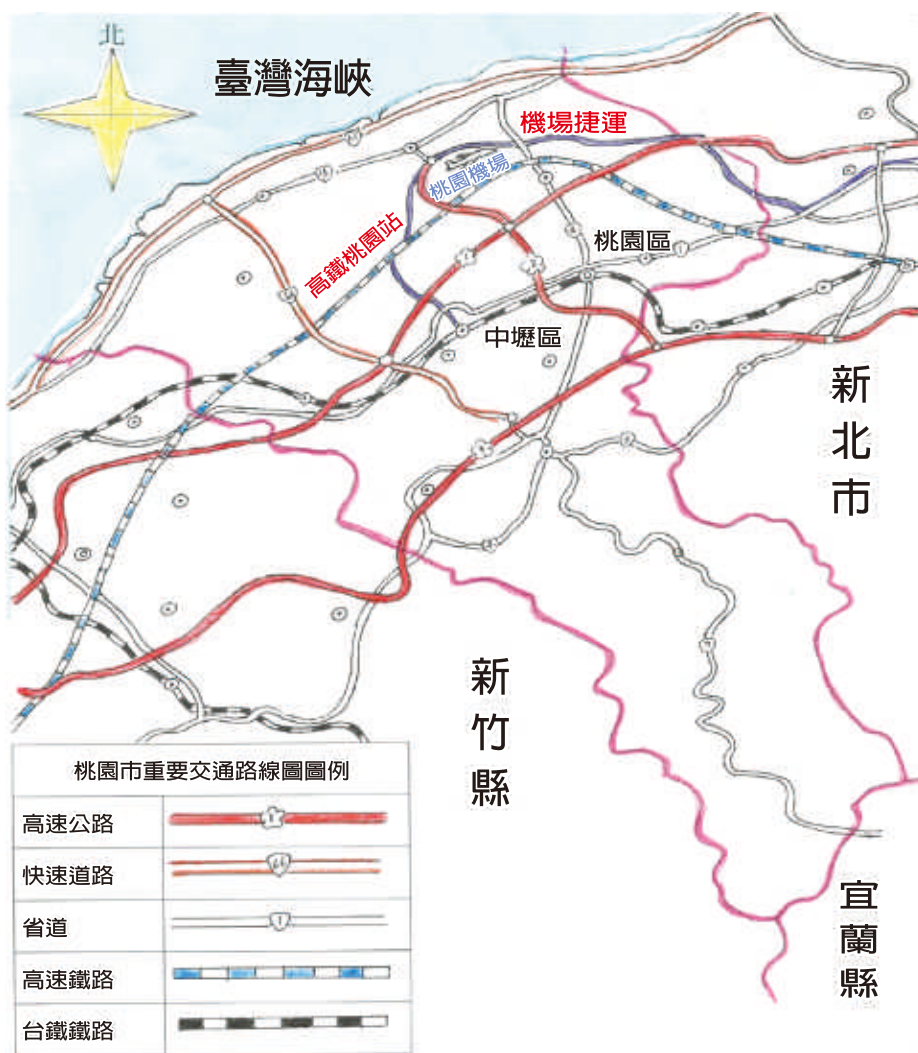 北
臺灣海峽
機場捷運
桃園機場
高鐵桃園站
桃園區
中壢區
新北市
新竹縣
宜蘭縣
桃園市重要交通路線圖圖例
高速公路
1
快速道路
66
省道
1
高速鐵路
台鐵鐵路